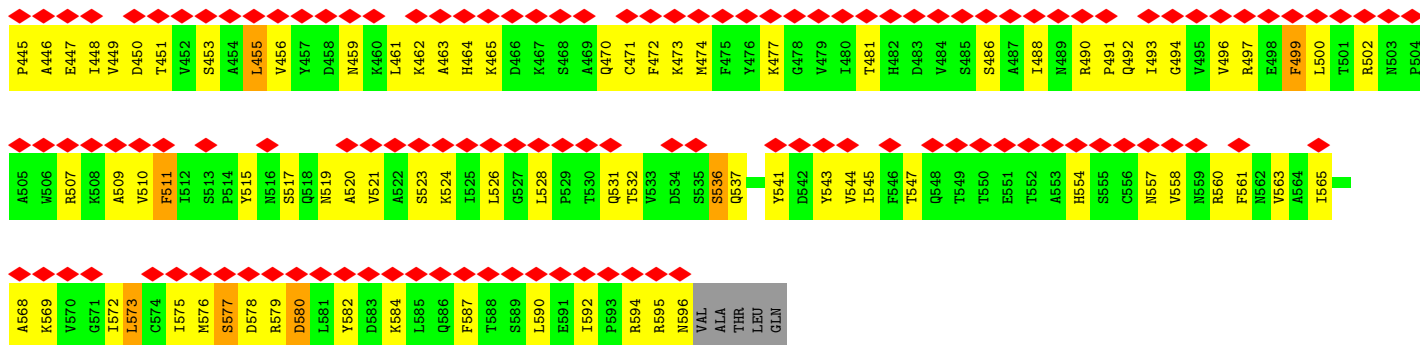 P445 A446 E447 I448 V449 D450 T451 V452 S453 A454 L455 V456 Y457 D458 N459 K460 L461 K462 A463 H464 K465 D466 K467 S468 A469 Q470 C471 F472 K473 M474 F475 Y476 K477 G478 V479 I480 T481 H482 D483 V484 S485 S486 A487 I488 N489 R490 P491 Q492 I493 G494 V495 V496 R497 E498 F499 L500 T501 R502 N503 P504
A505 W506 R507 K508 A509 V510 F511 I512 S513 P514 Y515 N516 S517 Q518 N519 A520 V521 A522 S523 K524 I525 L526 G527 L528 P529 T530 Q531 T532 V533 D534 S535 S536 Q537 Y541 D542 Y543 V544 I545 F546 T547 Q548 T549 T550 E551 T552 A553 H554 S555 C556 N557 V558 N559 R560 F561 N562 V563 A564 I565
A568 K569 V570 G571 I572 L573 C574 I575 M576 S577 D578 R579 D580 L581 Y582 D583 K584 L585 Q586 F587 T588 S589 L590 E591 I592 P593 R594 R595 N596 VAL ALA THR LEU GLN